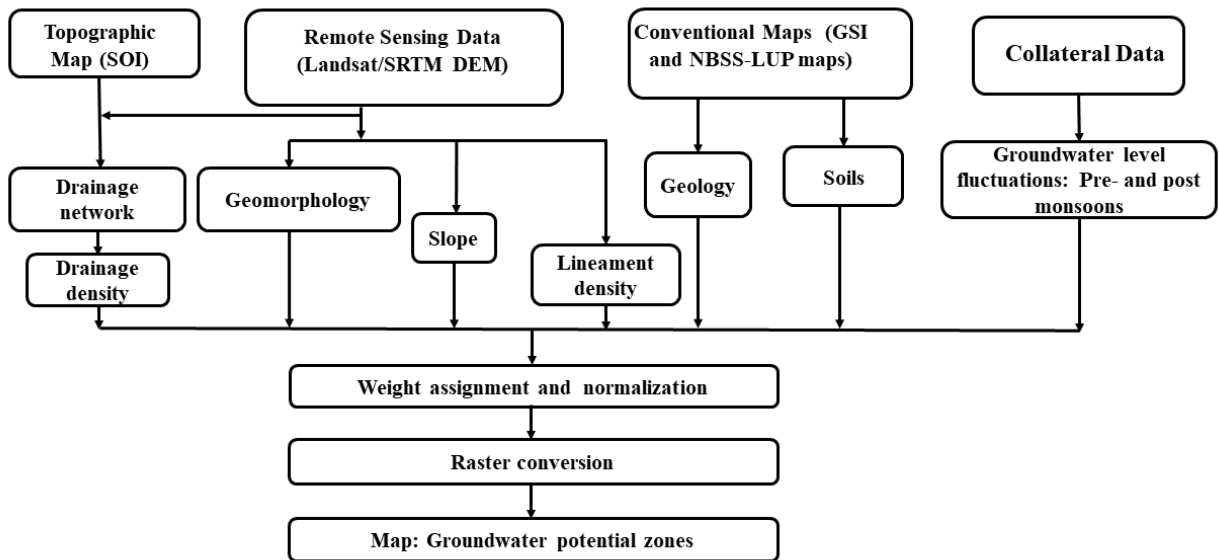 Topographic
Map (SOI)
Remote Sensing Data
(Landsat/SRTM DEM)
Conventional Maps (GSI
and NBSS-LUP maps)
Collateral Data
Drainage
network
Geomorphology
Slope
Lineament
density
Geology
Soils
Groundwater level
fluctuations: Pre- and post
monsoons
Drainage
density
Weight assignment and normalization
Raster conversion
Map: Groundwater potential zones